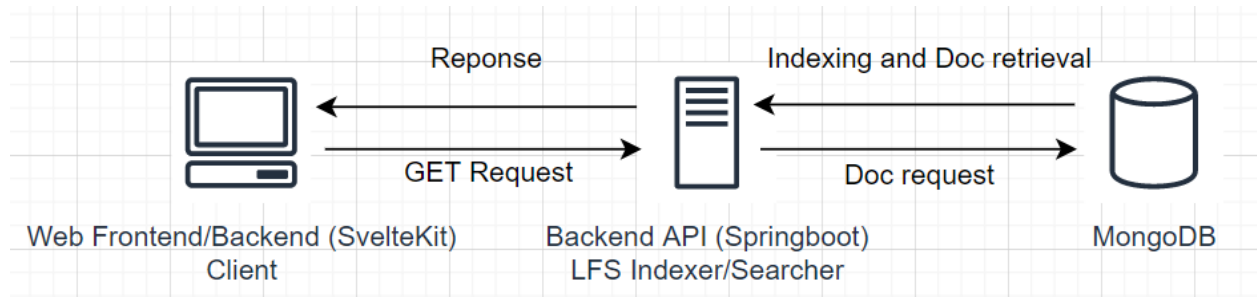 Reponse
Indexing and Doc retrieval
GET Request
Doc request
Web Frontend/Backend (SvelteKit)
Client
Backend API (Springboot)
LFS Indexer/Searcher
MongoDB